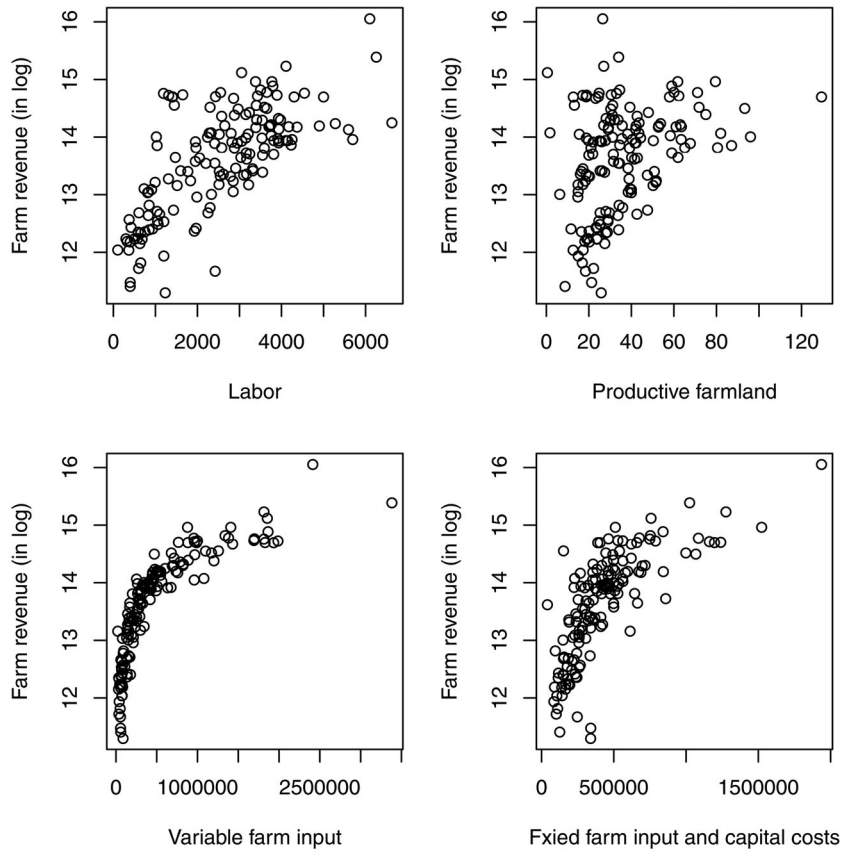 Farm revenue (in log)
16
15
14
13
12
0 2000 4000 6000
Labor
Farm revenue (in log)
16
15
14
13
12
0 20 40 60 80 120
Productive farmland
Farm revenue (in log)
16
15
14
13
12
0 1000000 2500000
Variable farm input
Farm revenue (in log)
16
15
14
13
12
0 500000 1500000
Fxied farm input and capital costs